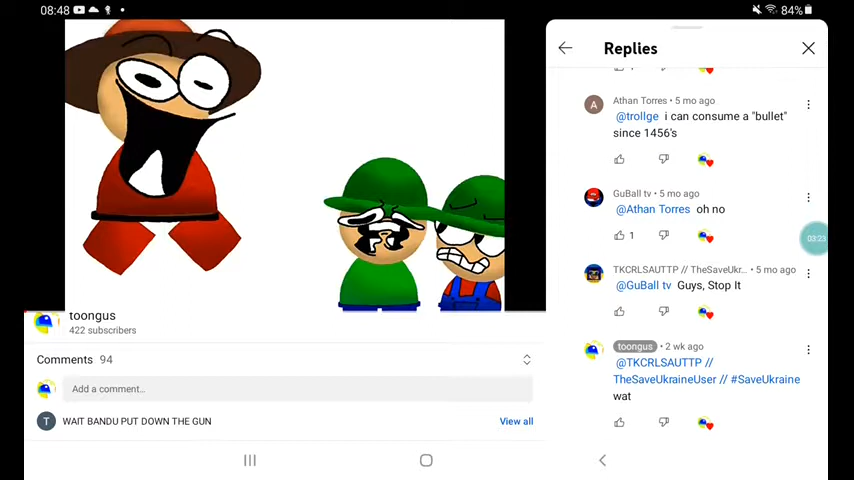 08:48
84%
toongus
422 subscribers
Comments 94
Add a comment...
T
WAIT BANDU PUT DOWN THE GUN
View all
Replies
A
Athan Torres • 5 mo ago
@trollge i can consume a "bullet"
since 1456's
GuBall tv • 5 mo ago
@Athan Torres oh no
1
03:23
TKCRLSAUTTP // TheSaveUkr... • 5 mo ago
@GuBall tv Guys, Stop It
toongus • 2 wk ago
@TKCRLSAUTTP //
TheSaveUkraineUser // #SaveUkraine
wat